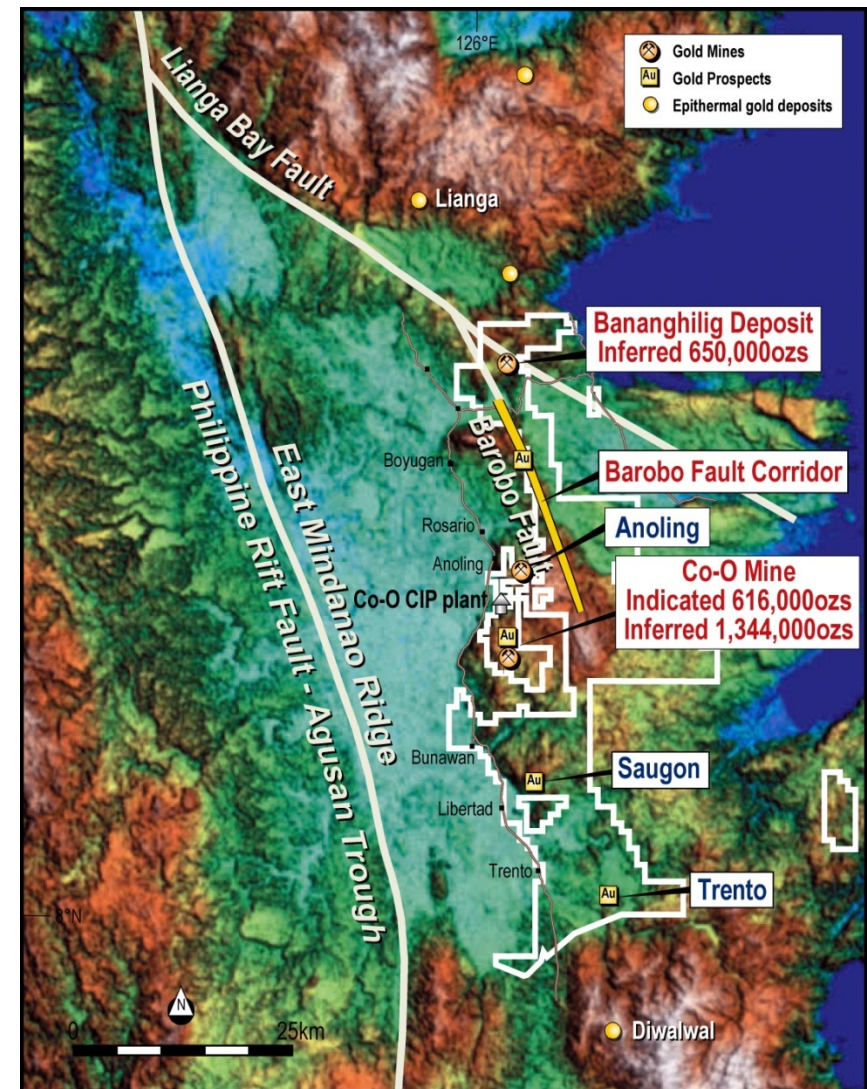 126°E
Gold Mines
Au Gold Prospects
Epithermal gold deposits
Lianga Bay Fault
Lianga
Bananghilig Deposit
Inferred 650,000ozs
Philippine Rift Fault - Agusan Trough
East Mindanao Ridge
Barobo Fault
Au
Boyugan
Barobo Fault Corridor
Rosario
Anoling
Anoling
Co-O CIP plant
Co-O Mine
Indicated 616,000ozs
Inferred 1,344,000ozs
Au
Bunawan
Saugon
Au
Libertad
Trento
Au
Trento
8°N
N
0 25km
Diwalwal